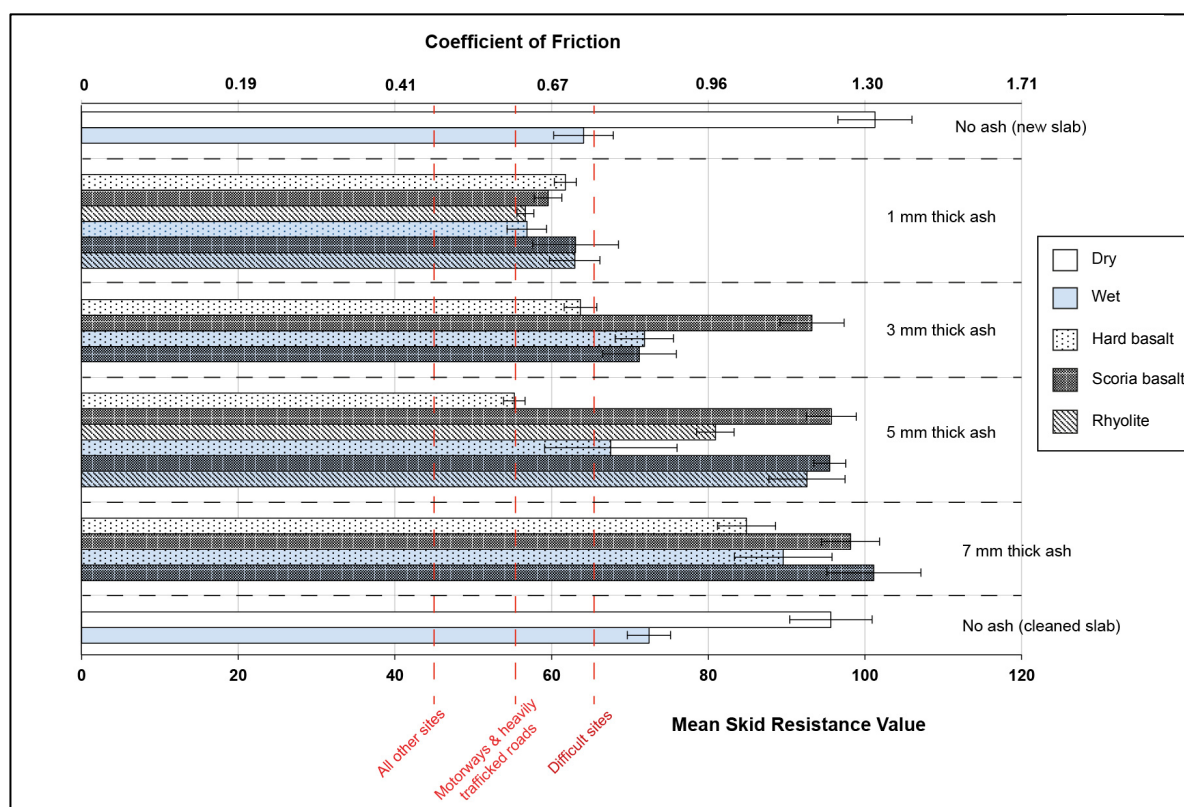 Coefficient of Friction
0 0.19 0.41 0.67 0.96 1.30 1.71
No ash (new slab)
1 mm thick ash
3 mm thick ash
5 mm thick ash
7 mm thick ash
No ash (cleaned slab)
Dry
Wet
Hard basalt
Scoria basalt
Rhyolite
0 20 40 60 80 100 120
Mean Skid Resistance Value
All other sites
Motorways & heavily
trafficked roads
Difficult sites